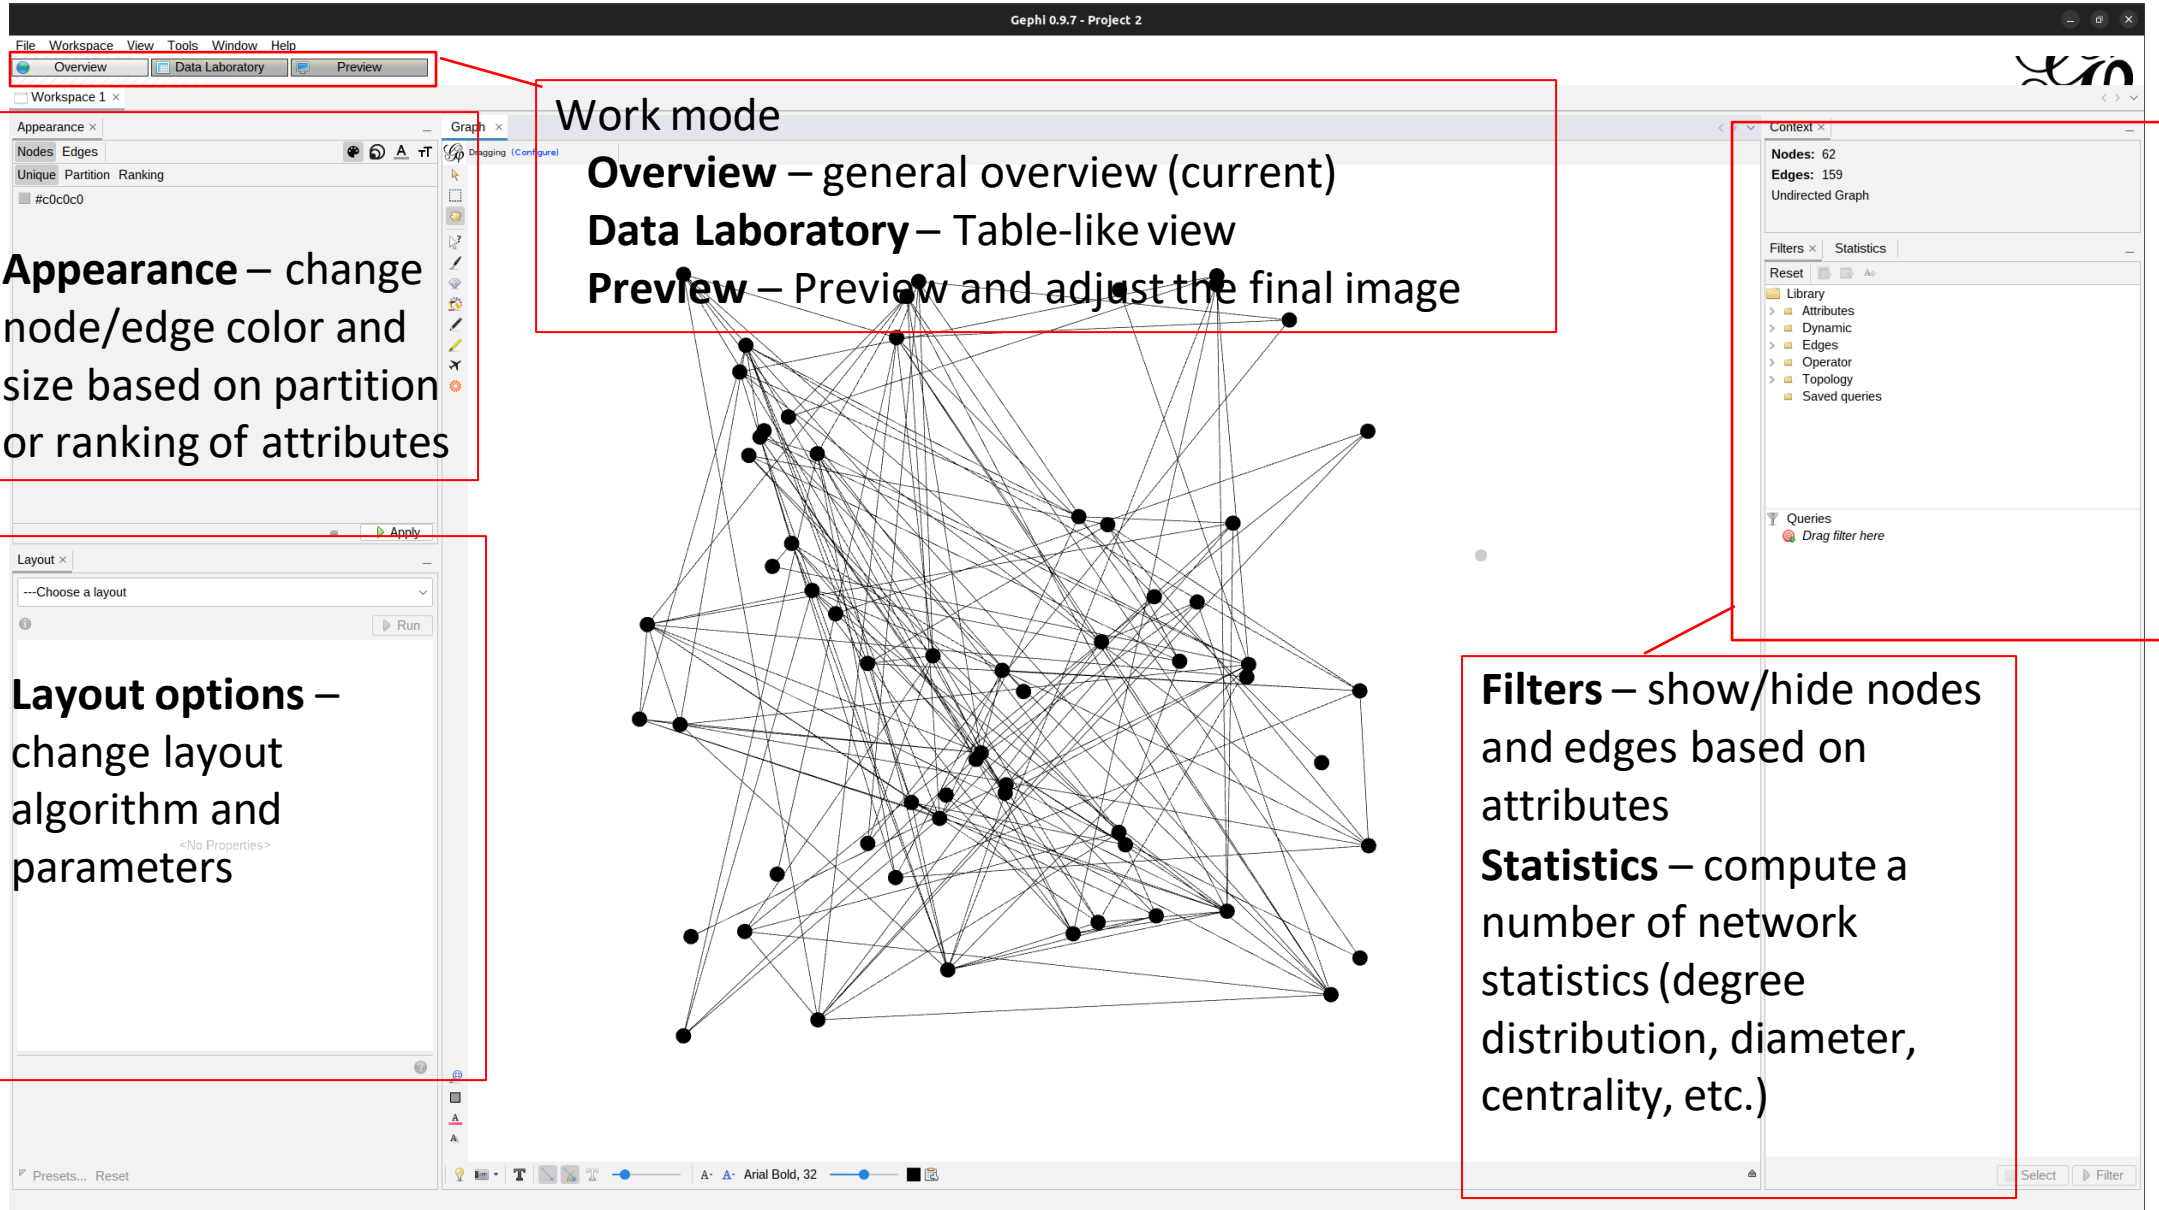 Gephi 0.9.7 - Project 2
File Workspace View Tools Window Help
Overview Data Laboratory Preview
Workspace 1
Appearance
Nodes Edges
Unique Partition Ranking
#c0c0c0
Appearance – change
node/edge color and
size based on partition
or ranking of attributes
Apply
Layout
---Choose a layout
Run
Layout options –
change layout
algorithm and
<No Properties>
parameters
Presets... Reset
Graph
Dragging (Configure)
Work mode
Overview – general overview (current)
Data Laboratory – Table-like view
Preview – Preview and adjust the final image
Arial Bold, 32
Context
Nodes: 62
Edges: 159
Undirected Graph
Filters Statistics
Reset
Library
Attributes
Dynamic
Edges
Operator
Topology
Saved queries
Queries
Drag filter here
Filters – show/hide nodes
and edges based on
attributes
Statistics – compute a
number of network
statistics (degree
distribution, diameter,
centrality, etc.)
Select Filter